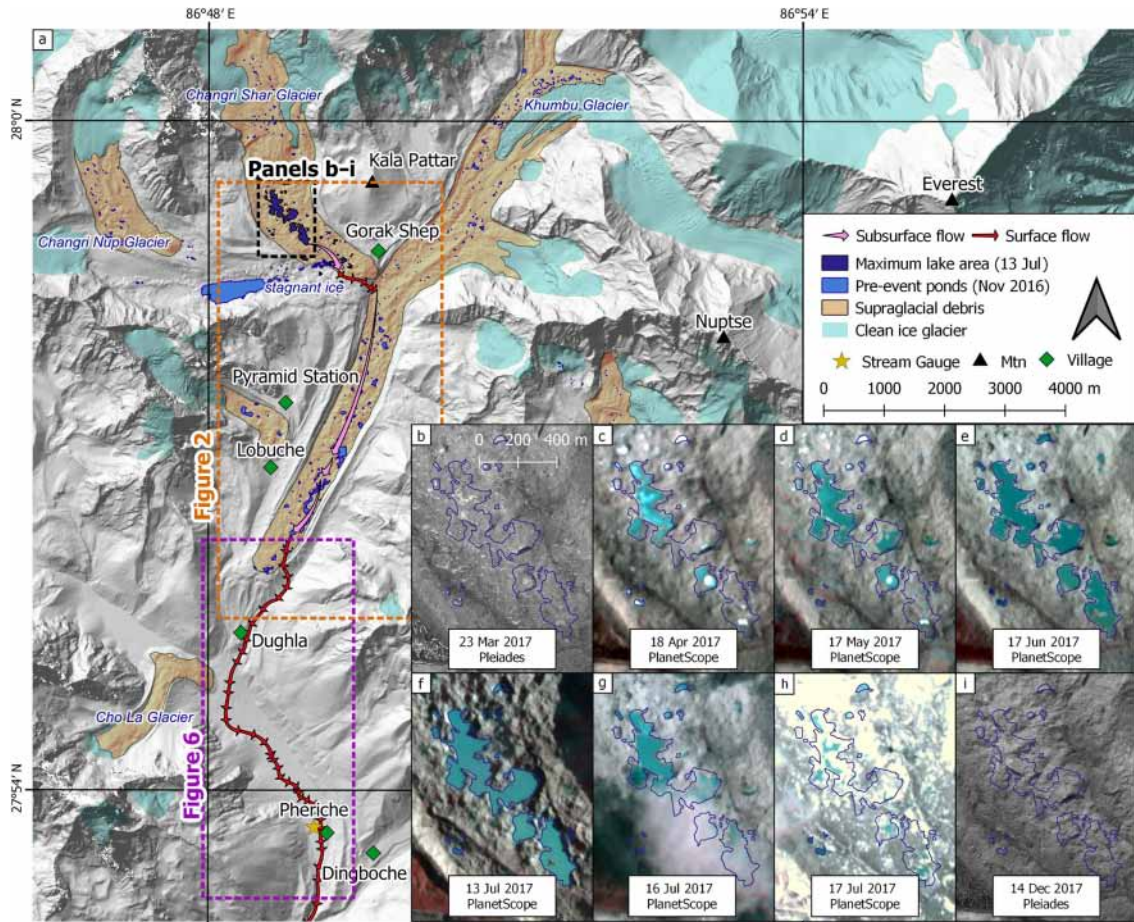 86°48′ E
86°54′ E
a
Changri Shar Glacier
Khumbu Glacier
28°0′ N
Panels b–i
Kala Pattar
Everest
Gorak Shep
Changri Nup Glacier
stagnant ice
Subsurface flow
Surface flow
Maximum lake area (13 Jul)
Pre-event ponds (Nov 2016)
Supraglacial debris
Clean ice glacier
Stream Gauge
Mtn
Village
0 1000 2000 3000 4000 m
Nuptse
Pyramid Station
Lobuche
Figure 2
b
0 200 400 m
23 Mar 2017
Pleiades
c
18 Apr 2017
PlanetScope
d
17 May 2017
PlanetScope
e
17 Jun 2017
PlanetScope
Dughla
Cho La Glacier
Figure 6
27°54′ N
Pheriche
Dingboche
f
13 Jul 2017
PlanetScope
g
16 Jul 2017
PlanetScope
h
17 Jul 2017
PlanetScope
i
14 Dec 2017
Pleiades